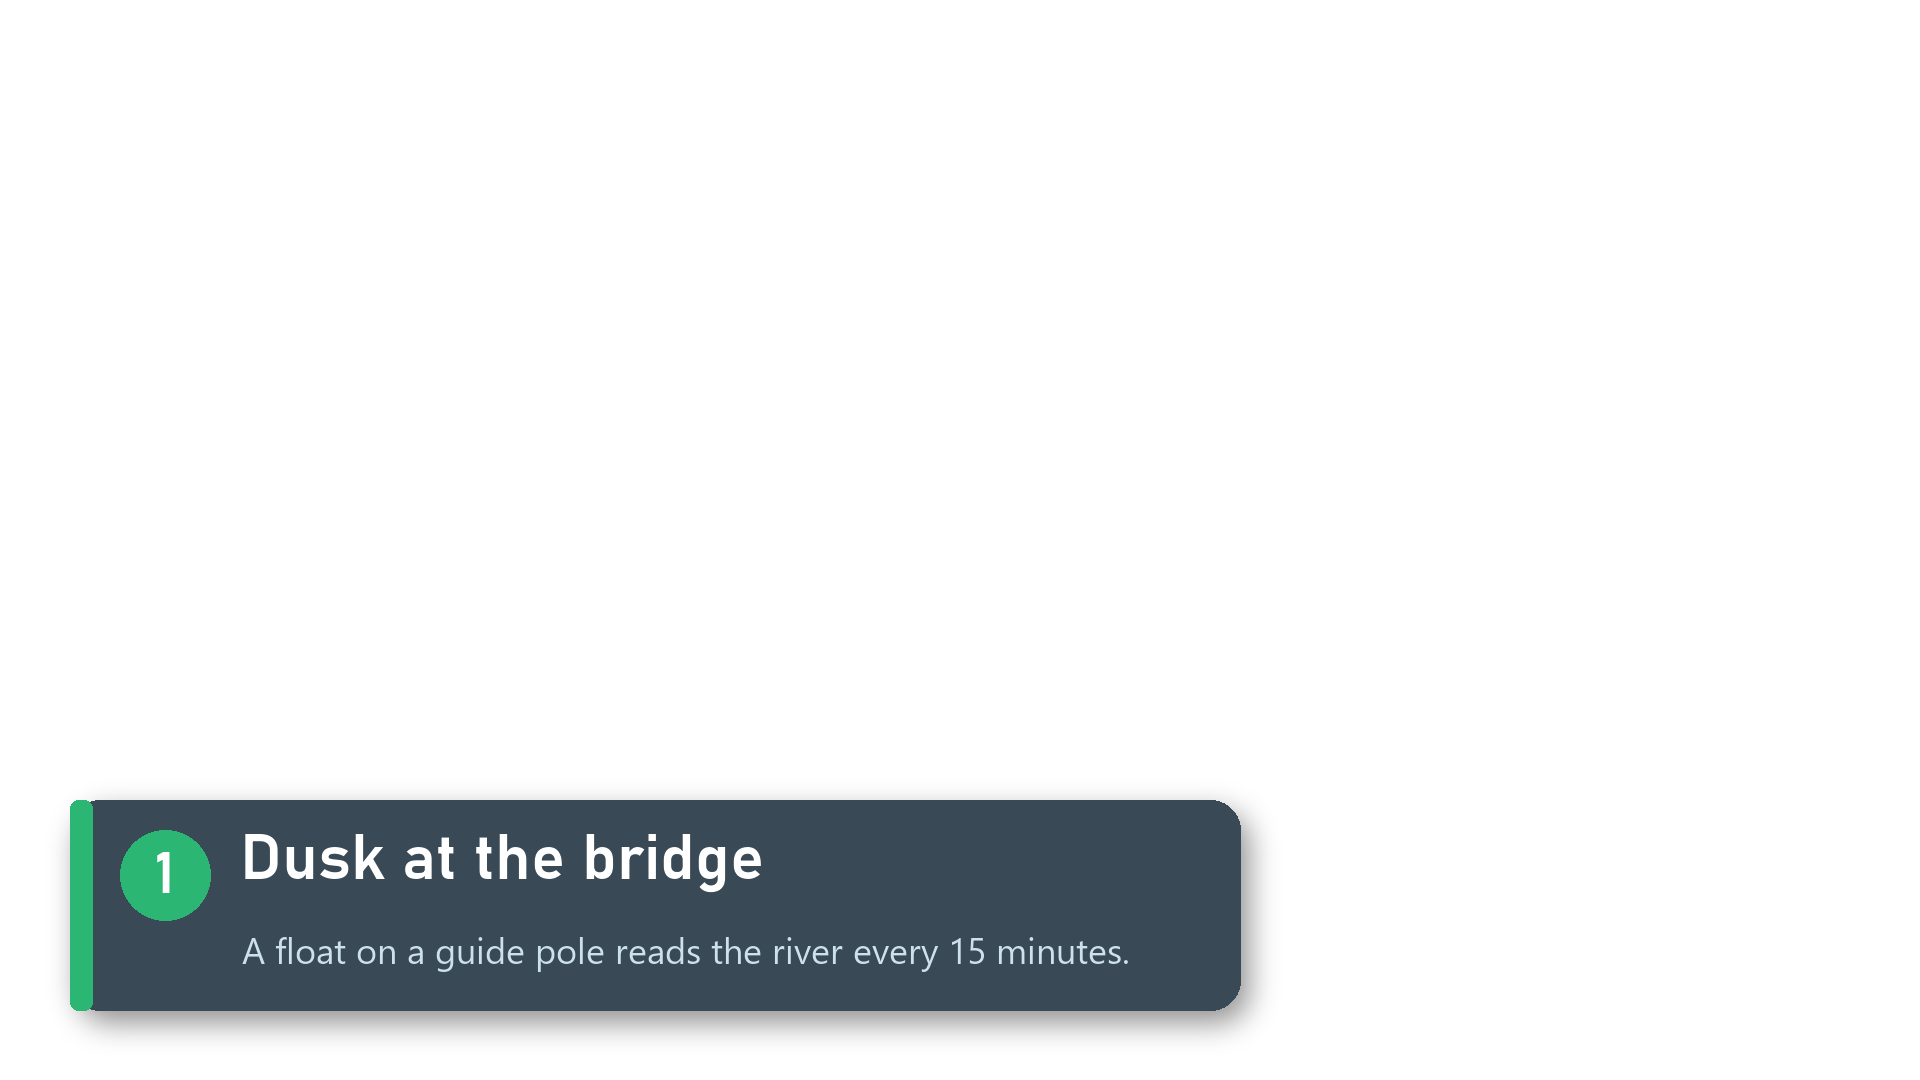 1
Dusk at the bridge
A float on a guide pole reads the river every 15 minutes.